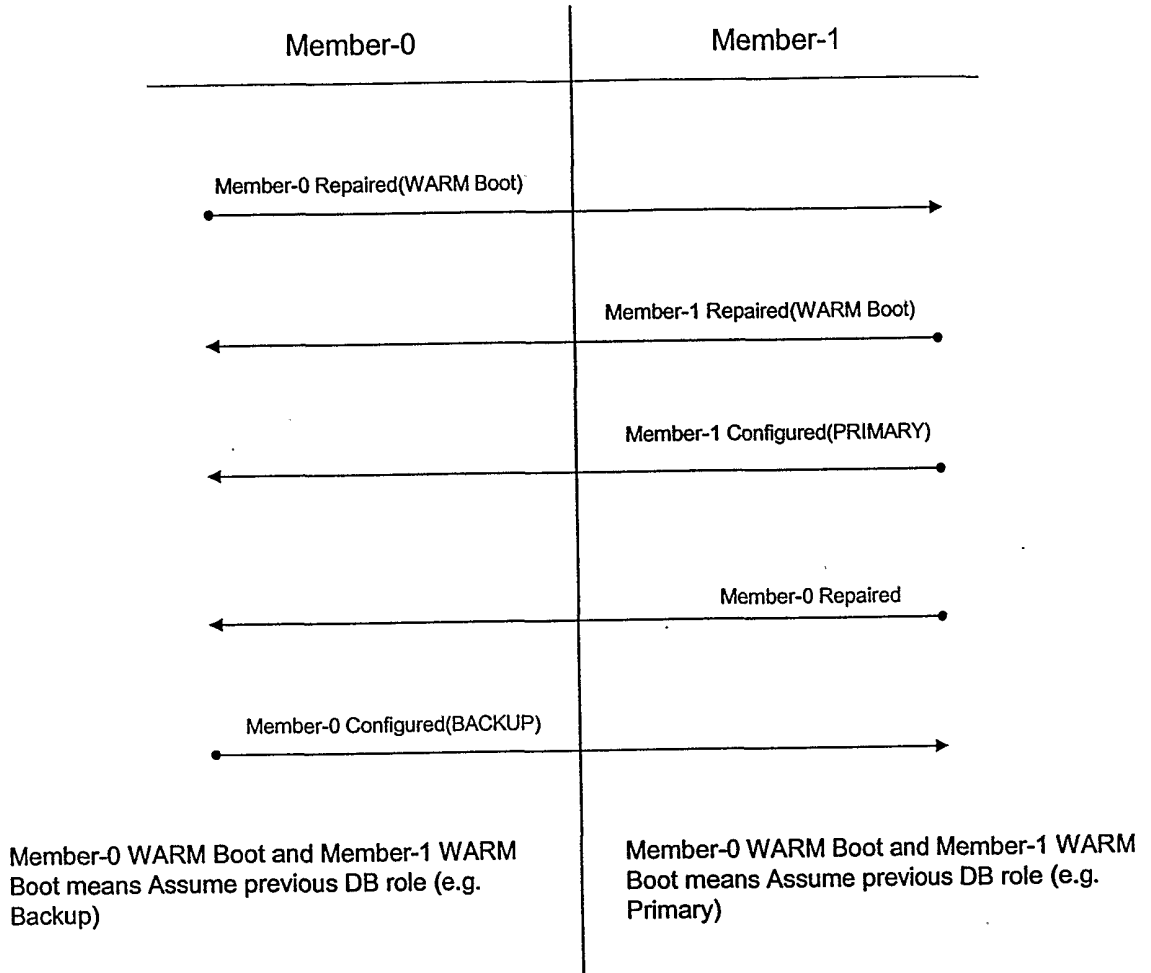 Member-0
Member-1
Member-0 Repaired(WARM Boot)
Member-1 Repaired(WARM Boot)
Member-1 Configured(PRIMARY)
Member-0 Repaired
Member-0 Configured(BACKUP)
Member-0 WARM Boot and Member-1 WARM
Boot means Assume previous DB role (e.g.
Backup)
Member-0 WARM Boot and Member-1 WARM
Boot means Assume previous DB role (e.g.
Primary)